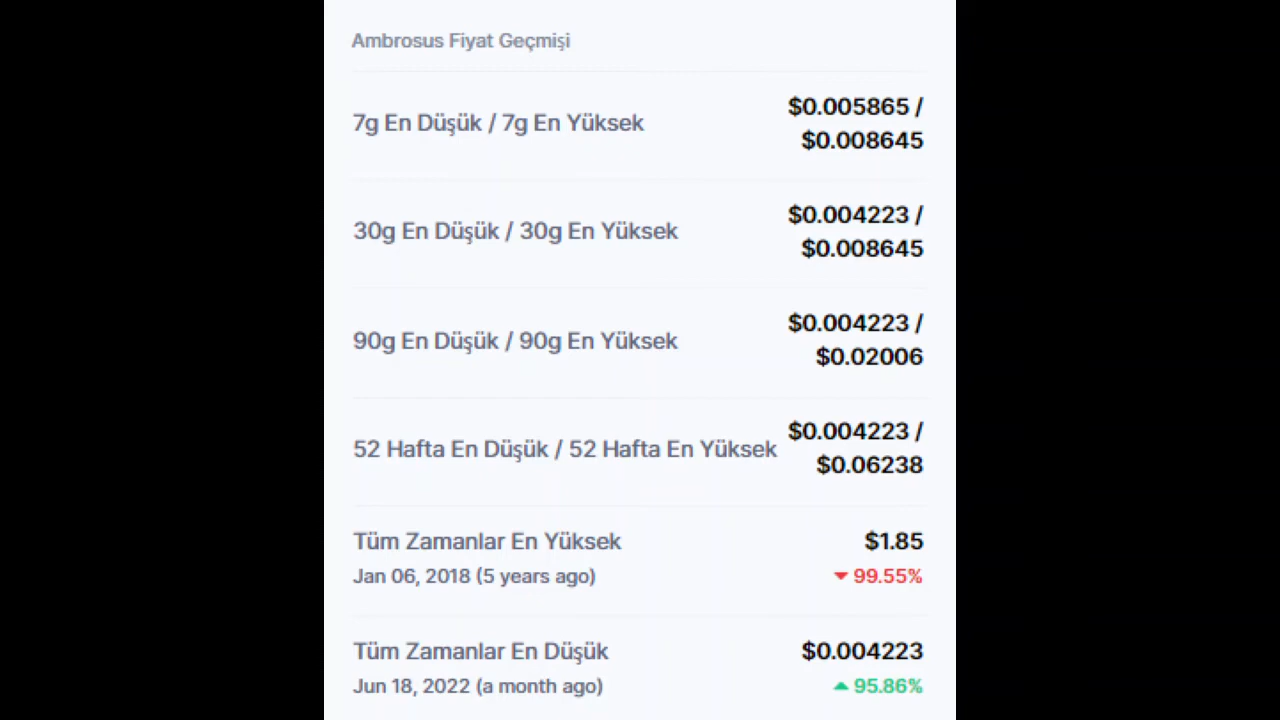 Ambrosus Fiyat Geçmişi
7g En Düşük / 7g En Yüksek
$0.005865 /
$0.008645
30g En Düşük / 30g En Yüksek
$0.004223 /
$0.008645
90g En Düşük / 90g En Yüksek
$0.004223 /
$0.02006
52 Hafta En Düşük / 52 Hafta En Yüksek
$0.004223 /
$0.06238
Tüm Zamanlar En Yüksek
$1.85
Jan 06, 2018 (5 years ago)
99.55%
Tüm Zamanlar En Düşük
$0.004223
Jun 18, 2022 (a month ago)
95.86%